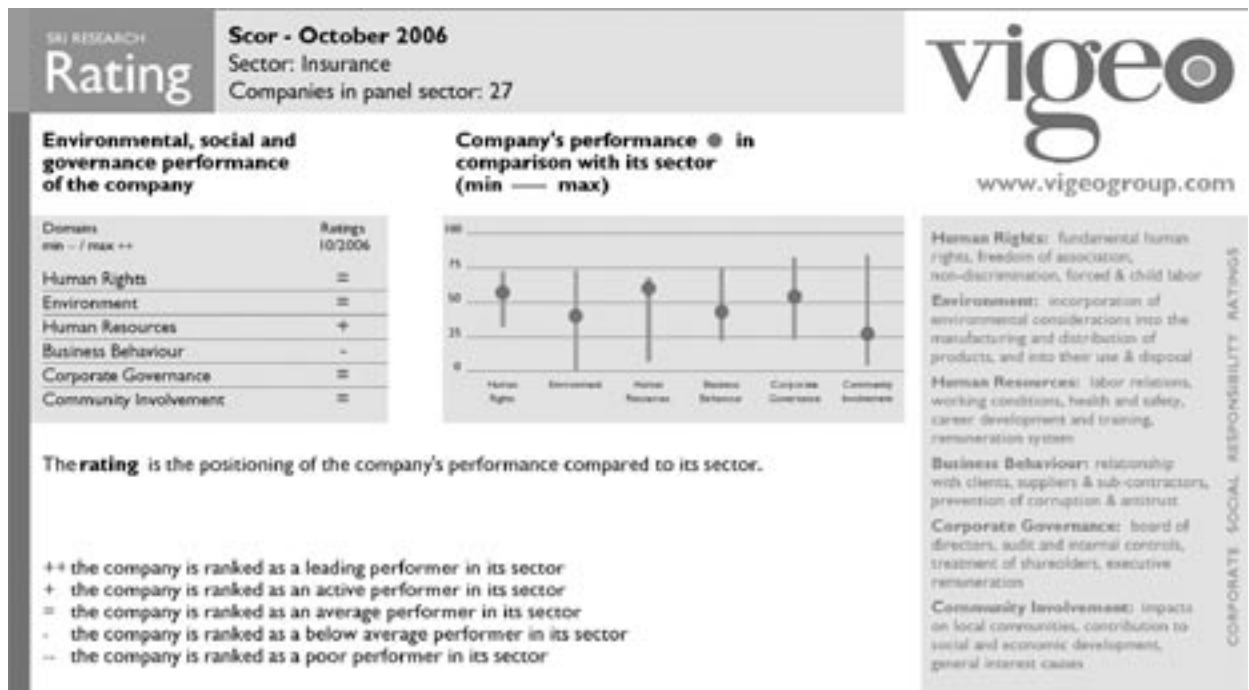 SRI RESEARCH
Rating
Scor - October 2006
Sector: Insurance
Companies in panel sector: 27
vigeo
www.vigeogroup.com
Environmental, social and
governance performance
of the company
Domains
min - / max ++
Ratings
10/2006
Human Rights =
Environment =
Human Resources +
Business Behaviour -
Corporate Governance =
Community Involvement =
Company's performance ● in
comparison with its sector
(min — max)
100
75
50
25
0
Human
Rights
Environment
Human
Resources
Business
Behaviour
Corporate
Governance
Community
Involvement
The rating is the positioning of the company's performance compared to its sector.
++ the company is ranked as a leading performer in its sector
+ the company is ranked as an active performer in its sector
= the company is ranked as an average performer in its sector
- the company is ranked as a below average performer in its sector
-- the company is ranked as a poor performer in its sector
Human Rights: fundamental human
rights, freedom of association,
non-discrimination, forced & child labor
Environment: incorporation of
environmental considerations into the
manufacturing and distribution of
products, and into their use & disposal
Human Resources: labor relations,
working conditions, health and safety,
career development and training,
remuneration system
Business Behaviour: relationship
with clients, suppliers & sub-contractors,
prevention of corruption & antitrust
Corporate Governance: board of
directors, audit and internal controls,
treatment of shareolders, executive
remuneration
Community Involvement: impacts
on local communities, contribution to
social and economic development,
general interest causes
CORPORATE SOCIAL RESPONSIBILITY RATINGS